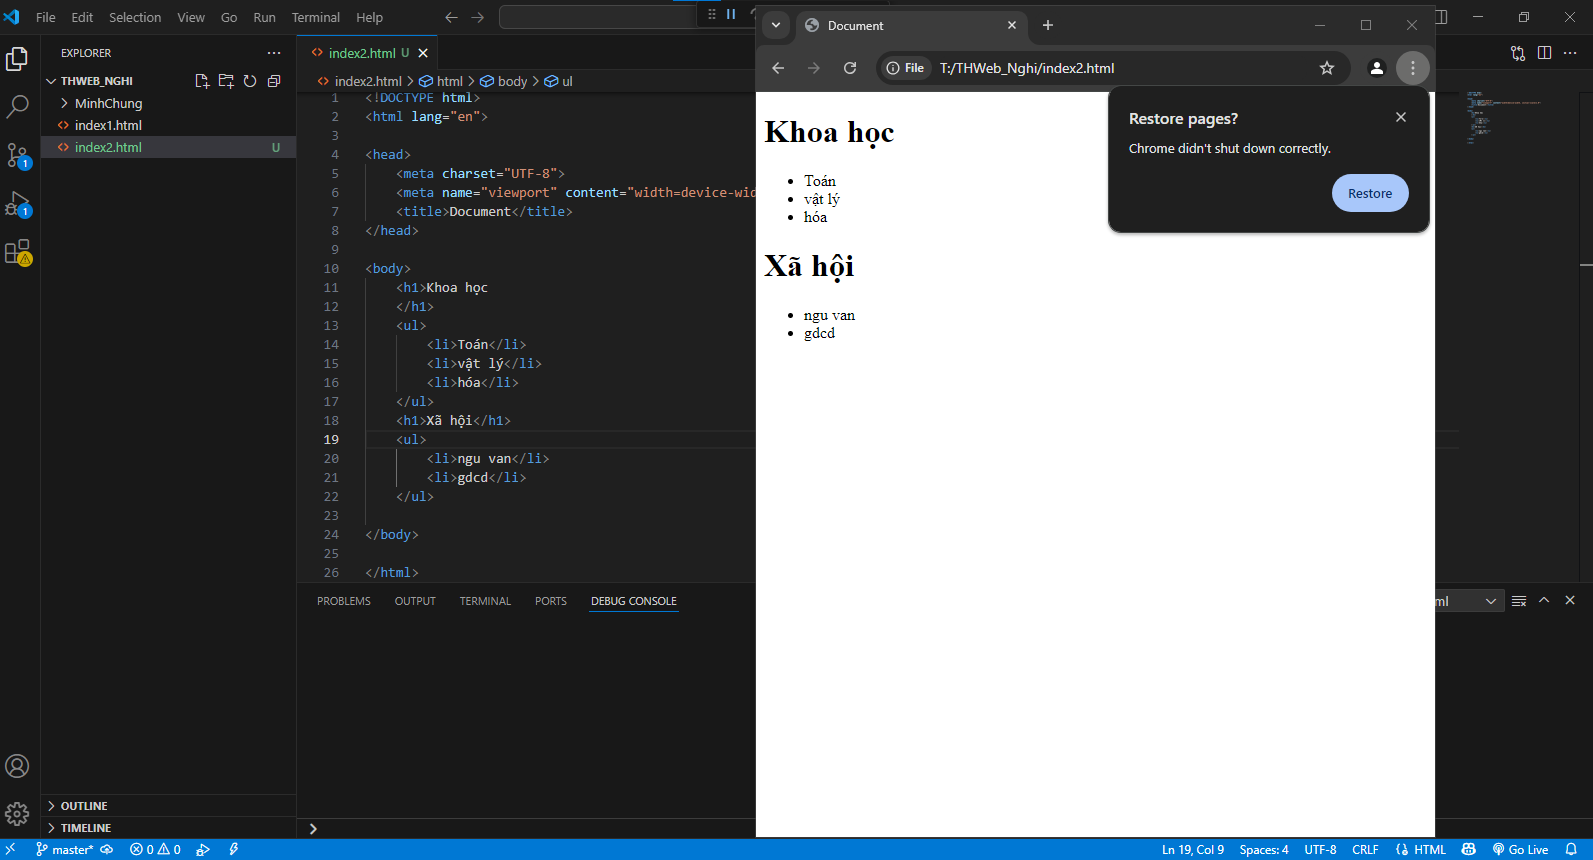 File Edit Selection View Go Run Terminal Help
EXPLORER
THWEB_NGHI
MinhChung
index1.html
index2.html U
index2.html U
index2.html > html > body > ul
1 <!DOCTYPE html>
2 <html lang="en">
3
4 <head>
5 <meta charset="UTF-8">
6 <meta name="viewport" content="width=device-wid
7 <title>Document</title>
8 </head>
9
10 <body>
11 <h1>Khoa học
12 </h1>
13 <ul>
14 <li>Toán</li>
15 <li>vật lý</li>
16 <li>hóa</li>
17 </ul>
18 <h1>Xã hội</h1>
19 <ul>
20 <li>ngu van</li>
21 <li>gdcd</li>
22 </ul>
23
24 </body>
25
26 </html>
PROBLEMS OUTPUT TERMINAL PORTS DEBUG CONSOLE
ml
Document
File T:/THWeb_Nghi/index2.html
Restore pages?
Chrome didn't shut down correctly.
Restore
Khoa học
• Toán
• vật lý
• hóa
Xã hội
• ngu van
• gdcd
1
1
OUTLINE
TIMELINE
master* 0 0 Ln 19, Col 9 Spaces: 4 UTF-8 CRLF HTML Go Live